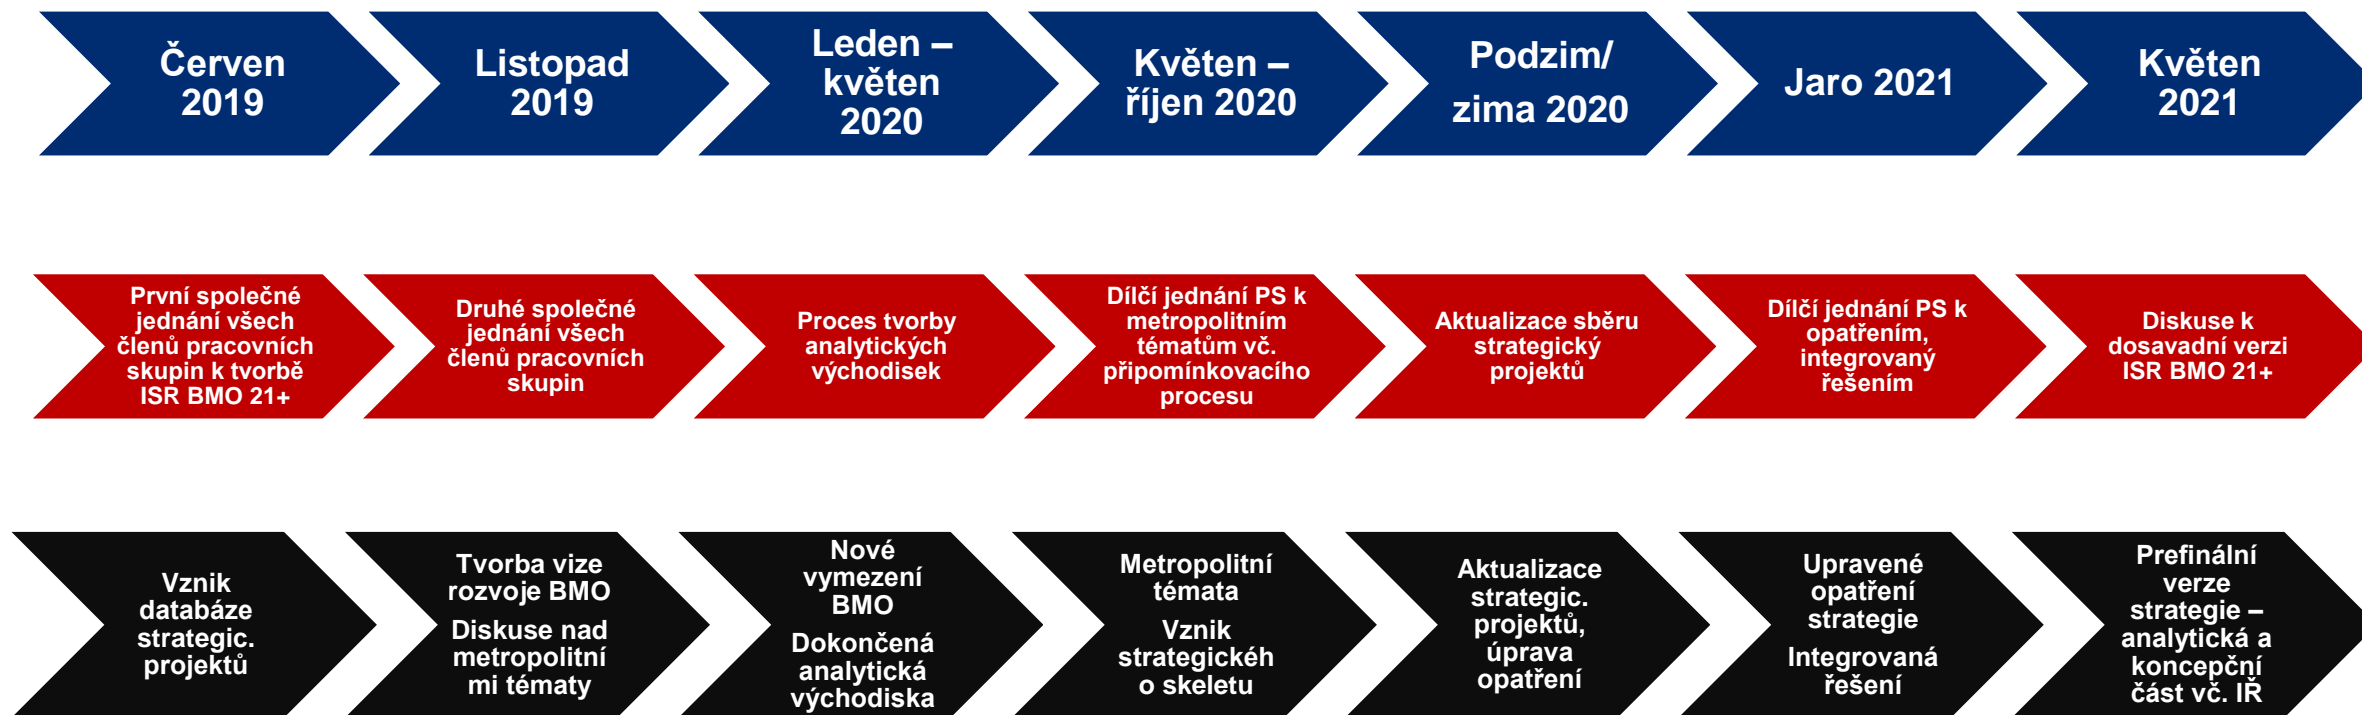 Červen
2019
Listopad
2019
Leden –
květen
2020
Květen –
říjen 2020
Podzim/
zima 2020
Jaro 2021
Květen
2021
První společné
jednání všech
členů pracovních
skupin k tvorbě
ISR BMO 21+
Druhé společné
jednání všech
členů pracovních
skupin
Proces tvorby
analytických
východisek
Dílčí jednání PS k
metropolitním
tématům vč.
připomínkovacího
procesu
Aktualizace sběru
strategický
projektů
Dílčí jednání PS k
opatřením,
integrovaný
řešením
Diskuse k
dosavadní verzi
ISR BMO 21+
Vznik
databáze
strategic.
projektů
Tvorba vize
rozvoje BMO
Diskuse nad
metropolitní
mi tématy
Nové
vymezení
BMO
Dokončená
analytická
východiska
Metropolitní
témata
Vznik
strategickéh
o skeletu
Aktualizace
strategic.
projektů,
úprava
opatření
Upravené
opatření
strategie
Integrovaná
řešení
Prefinální
verze
strategie –
analytická a
koncepční
část vč. IŘ